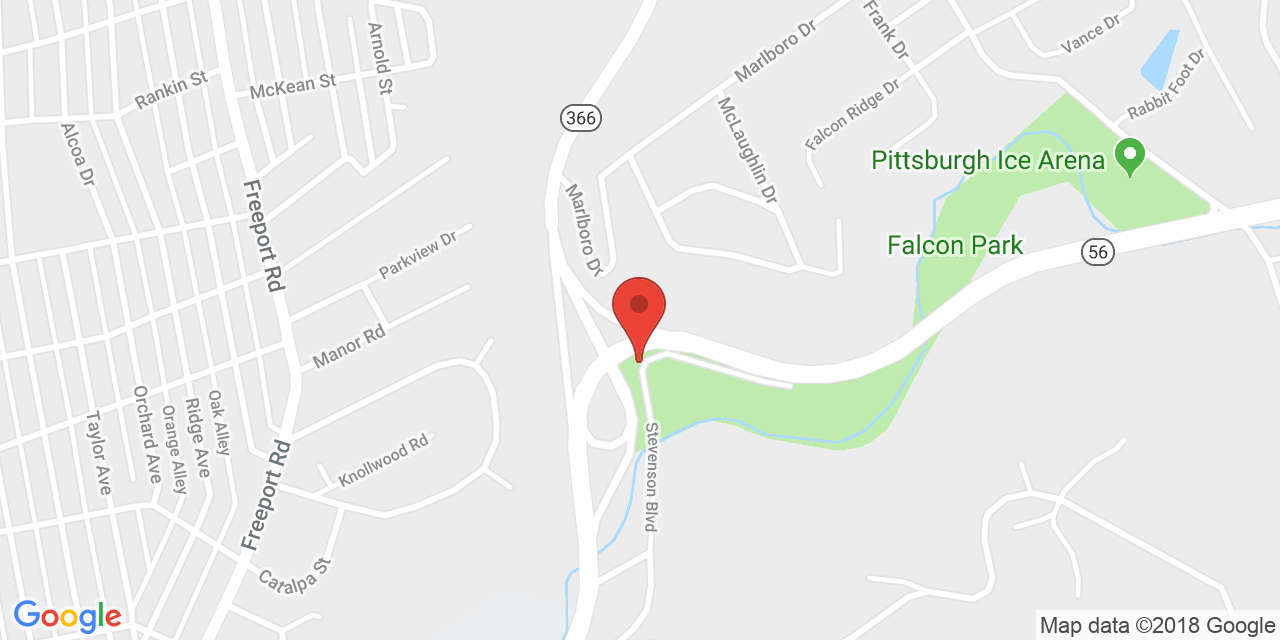 Arnold St
Frank Dr
Vance Dr
Marlboro Dr
Rankin St
McKean St
Rabbit Foot Dr
Falcon Ridge Dr
366
McLaughlin Dr
Alcoa Dr
Pittsburgh Ice Arena
Freeport Rd
Marlboro Dr
Parkview Dr
Falcon Park
56
Manor Rd
Oak Alley
Orchard Ave
Ridge Ave
Orange Alley
Taylor Ave
Knollwood Rd
Stevenson Blvd
Freeport Rd
Catalpa St
Google
Map data ©2018 Google